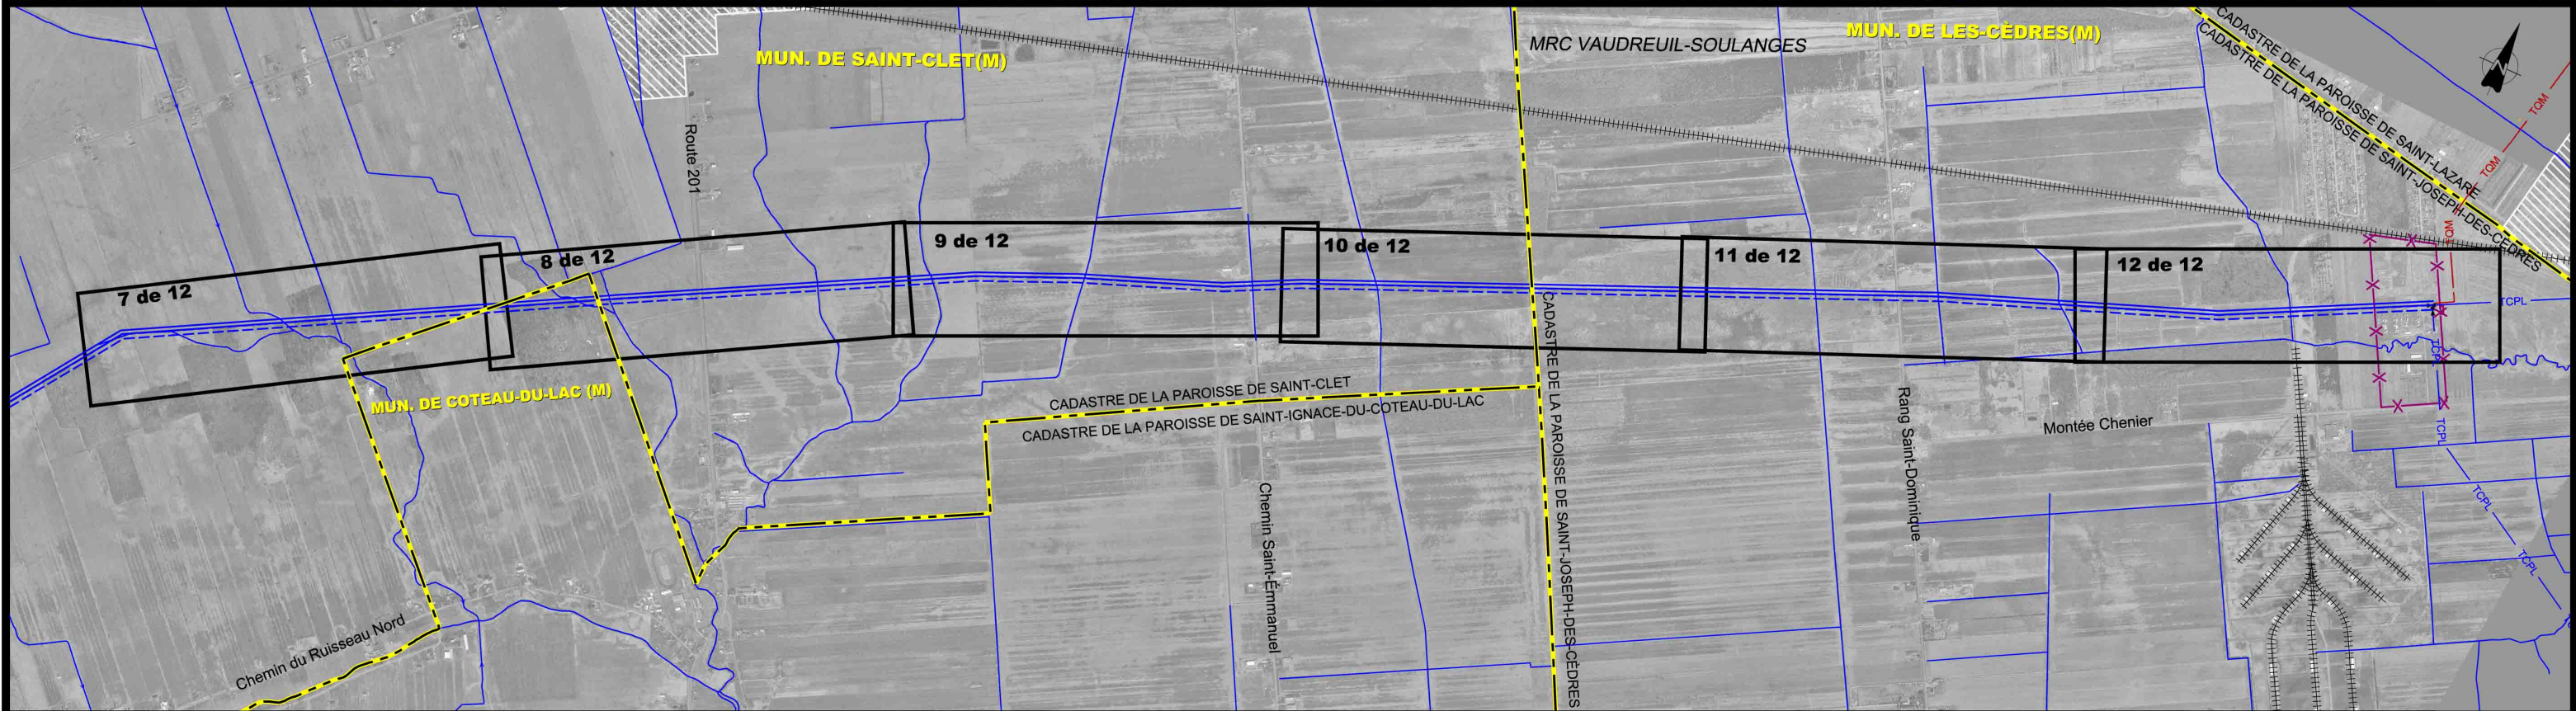 MUN. DE SAINT-CLET(M)
MRC VAUDREUIL-SOULANGES
MUN. DE LES-CÈDRES(M)
CADASTRE DE LA PAROISSE DE SAINT-LAZARE
CADASTRE DE LA PAROISSE DE SAINT-JOSEPH-DES-CÈDRES
N
TQM
TQM
TQM
Route 201
7 de 12
8 de 12
9 de 12
10 de 12
11 de 12
12 de 12
TCPL
TCPL
TCPL
TCPL
TCPL
MUN. DE COTEAU-DU-LAC (M)
CADASTRE DE LA PAROISSE DE SAINT-CLET
CADASTRE DE LA PAROISSE DE SAINT-IGNACE-DU-COTEAU-DU-LAC
CADASTRE DE LA PAROISSE DE SAINT-JOSEPH-DES-CÈDRES
Rang Saint-Dominique
Montée Chenier
Chemin Saint-Émmanuel
Chemin du Ruisseau Nord